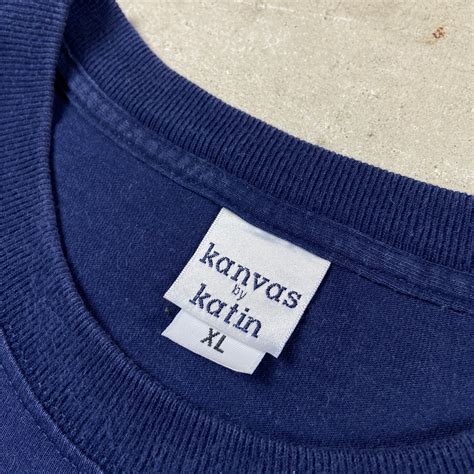 kanvas
by
katin
XL